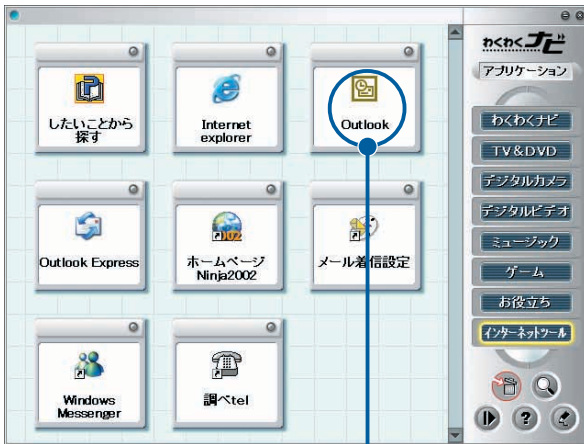 わくわくナビ
アプリケーション
したいことから
探す
Internet
explorer
Outlook
Outlook Express
ホームページ
Ninja2002
メール着信設定
Windows
Messenger
調べtel
わくわくナビ
TV&DVD
デジタルカメラ
デジタルビデオ
ミュージック
ゲーム
お役立ち
インターネットツール